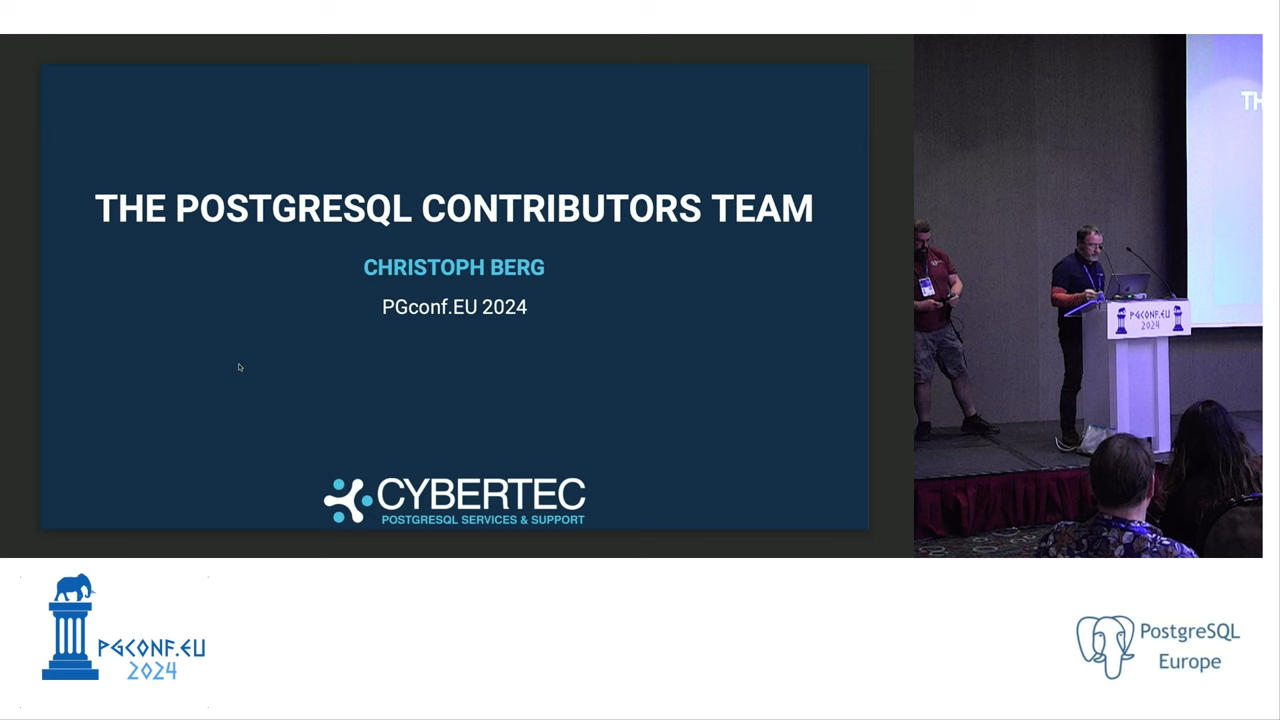 THE POSTGRESQL CONTRIBUTORS TEAM
CHRISTOPH BERG
PGconf.EU 2024
CYBERTEC
POSTGRESQL SERVICES & SUPPORT
TH
PGCONF.EU
2024
PGCONF.EU
2024
PostgreSQL
Europe